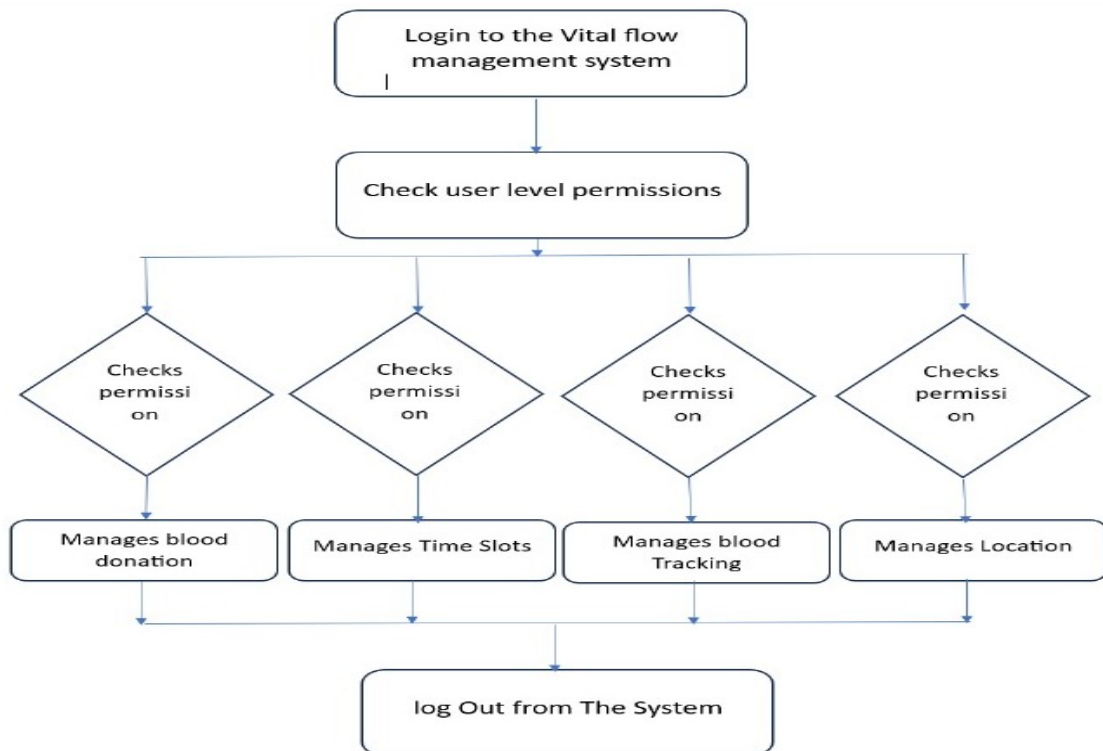 Login to the Vital flow
management system
Check user level permissions
Checks
permissi
on
Checks
permissi
on
Checks
permissi
on
Checks
permissi
on
Manages blood
donation
Manages Time Slots
Manages blood
Tracking
Manages Location
log Out from The System